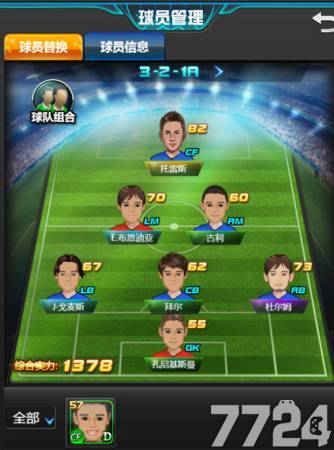 球员管理
球员替换 球员信息
3-2-1A
球队组合
82
CF
托雷斯
70 60
LM RM
E.布恩迪亚 古利
67 62 73
LB CB RB
J-戈麦斯 拜尔 杜尔姆
55
GK
孔尼基斯曼
综合实力: 1378
全部 57
CF D
7724